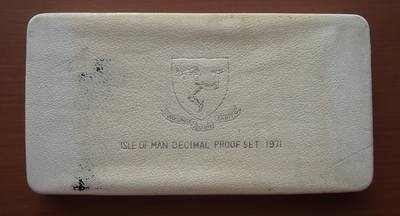 ISLE OF MAN DECIMAL PROOF SET 1971